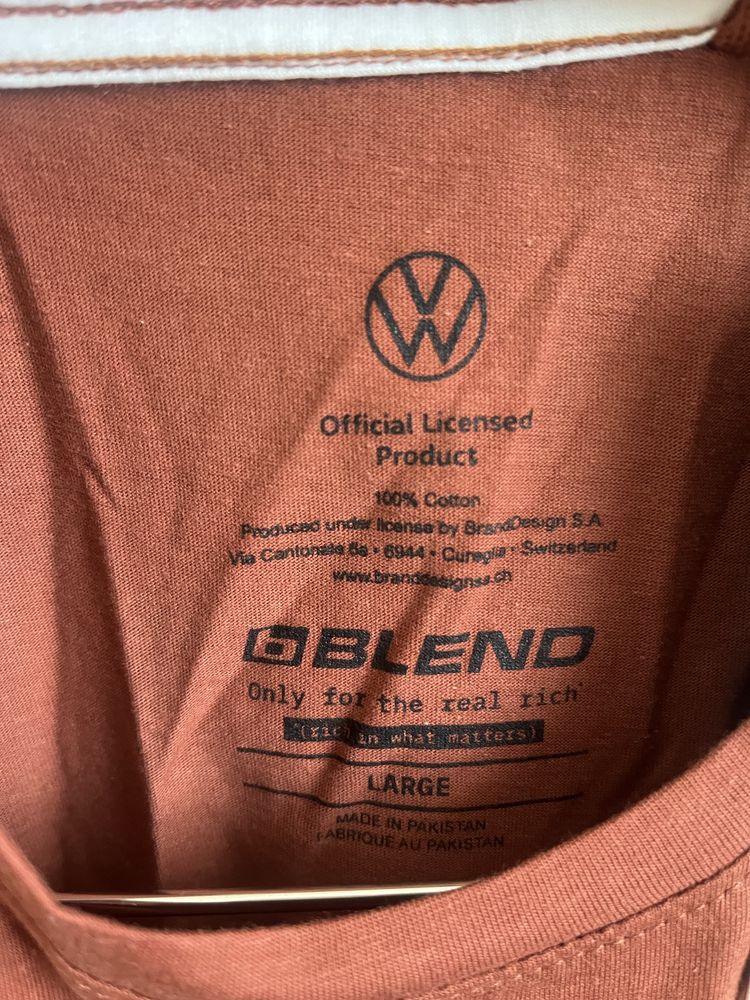 VW
Official Licensed
Product
100% Cotton
Produced under license by BrandDesign S.A
Via Cantonale 6a • 6944 • Cureglia • Switzerland
www.branddesignsa.ch
BLEND
Only for the real rich*
*(rich in what matters)
LARGE
MADE IN PAKISTAN
FABRIQUE AU PAKISTAN